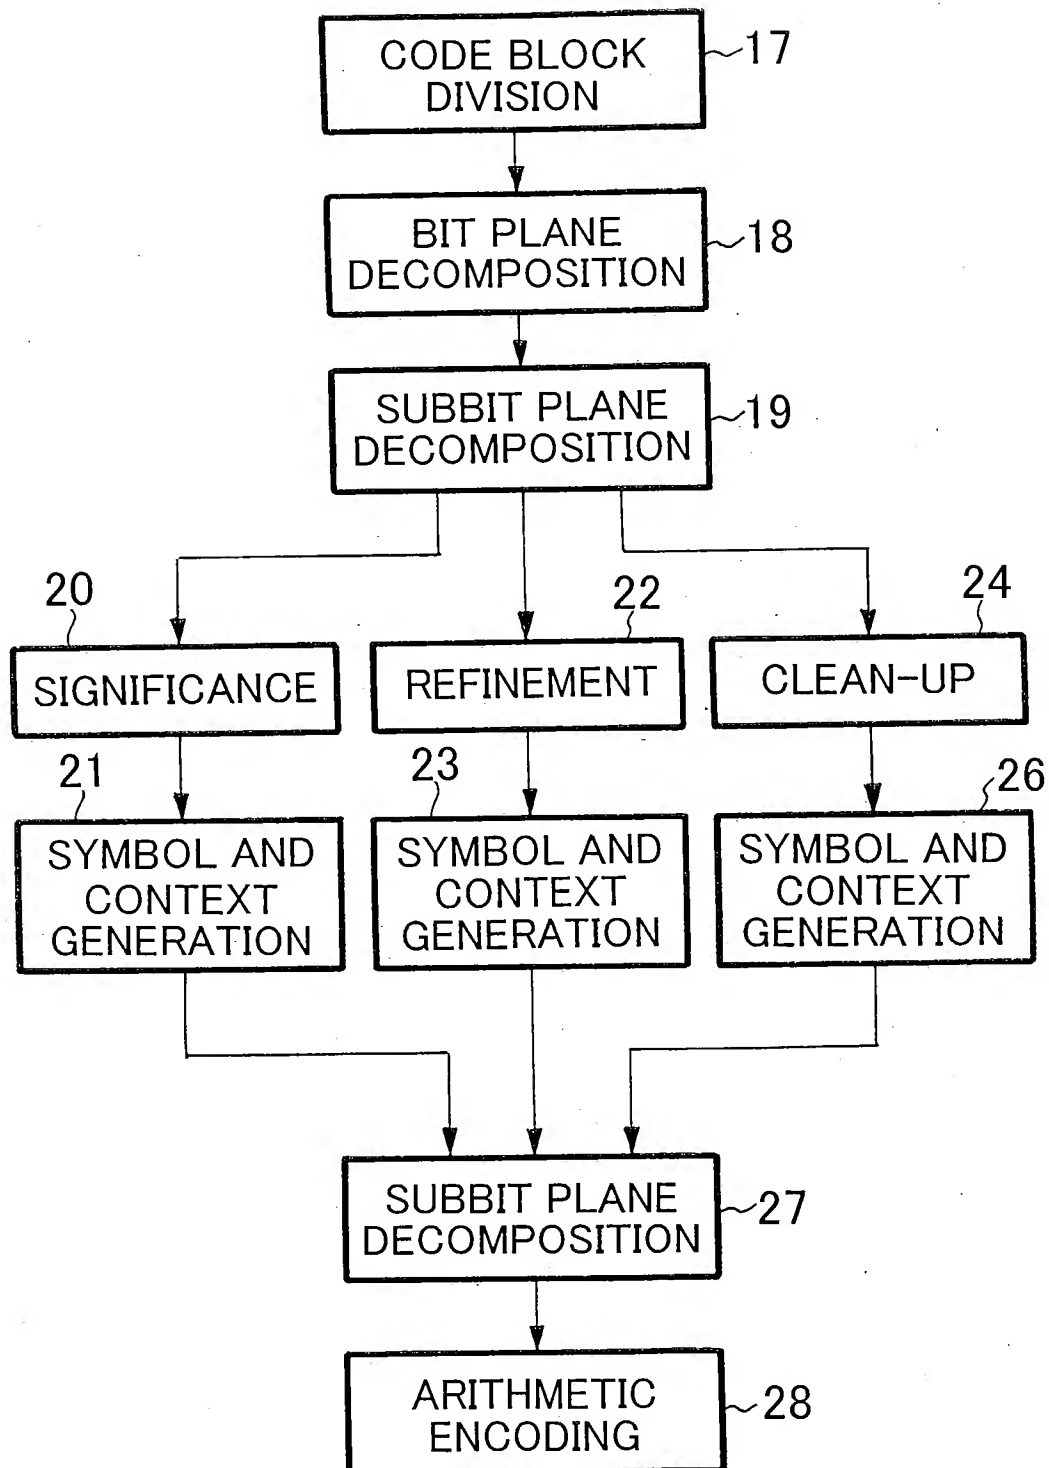 CODE BLOCK
DIVISION
17
BIT PLANE
DECOMPOSITION
18
SUBBIT PLANE
DECOMPOSITION
19
20
22
24
SIGNIFICANCE
REFINEMENT
CLEAN-UP
21
23
26
SYMBOL AND
CONTEXT
GENERATION
SYMBOL AND
CONTEXT
GENERATION
SYMBOL AND
CONTEXT
GENERATION
SUBBIT PLANE
DECOMPOSITION
27
ARITHMETIC
ENCODING
28